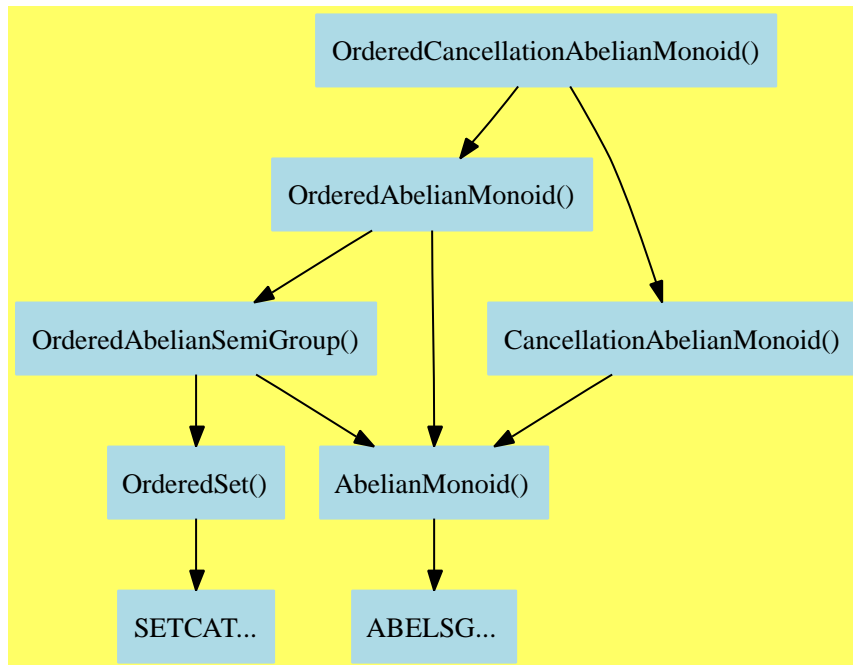 OrderedCancellationAbelianMonoid()
OrderedAbelianMonoid()
OrderedAbelianSemiGroup()
CancellationAbelianMonoid()
OrderedSet()
AbelianMonoid()
SETCAT...
ABELSG...